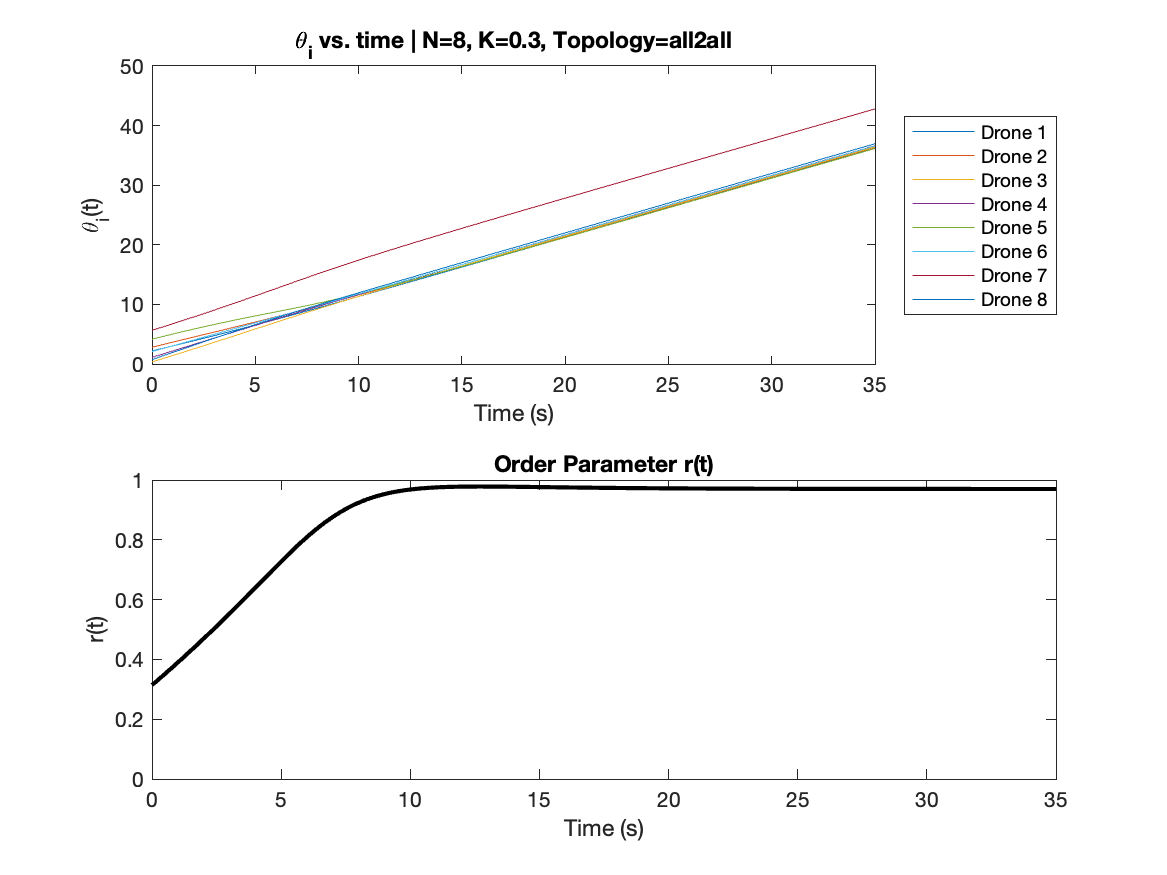 θi vs. time | N=8, K=0.3, Topology=all2all
50
40
30
20
10
0
θi(t)
0 5 10 15 20 25 30 35
Time (s)
Drone 1
Drone 2
Drone 3
Drone 4
Drone 5
Drone 6
Drone 7
Drone 8
Order Parameter r(t)
1
0.8
0.6
0.4
0.2
0
r(t)
0 5 10 15 20 25 30 35
Time (s)